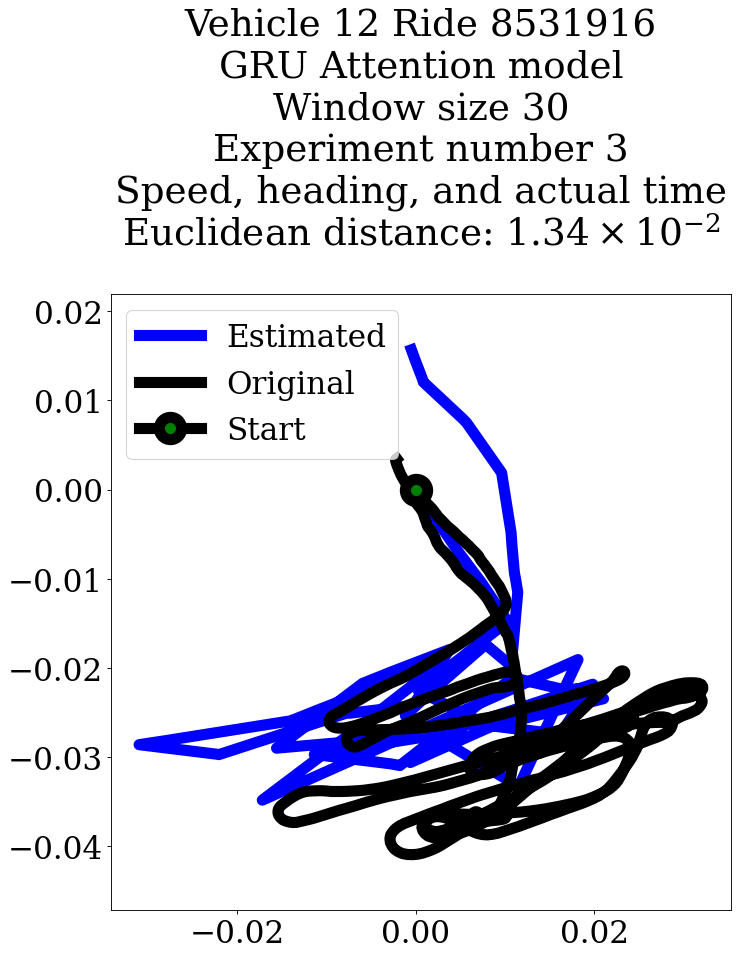 Vehicle 12 Ride 8531916
GRU Attention model
Window size 30
Experiment number 3
Speed, heading, and actual time
Euclidean distance: 1.34 × 10⁻²
Estimated
Original
Start
0.02
0.01
0.00
−0.01
−0.02
−0.03
−0.04
−0.02
0.00
0.02